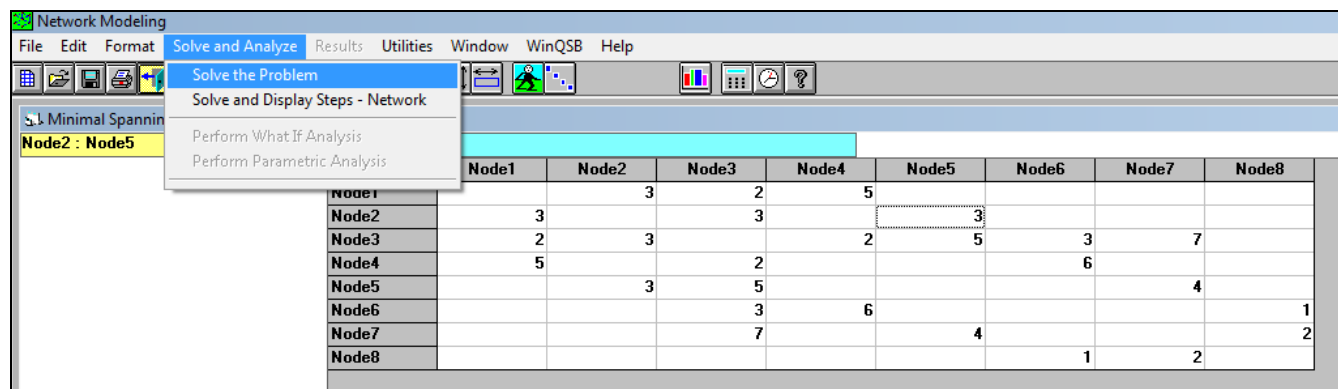 Network Modeling
File Edit Format Solve and Analyze Results Utilities Window WinQSB Help
Solve the Problem
Solve and Display Steps - Network
Minimal Spannin
Perform What If Analysis
Node2 : Node5
Perform Parametric Analysis
Node1 Node2 Node3 Node4 Node5 Node6 Node7 Node8
Node1 3 2 5
Node2 3 3 3
Node3 2 3 2 5 3 7
Node4 5 2 6
Node5 3 5 4
Node6 3 6 1
Node7 7 4 2
Node8 1 2